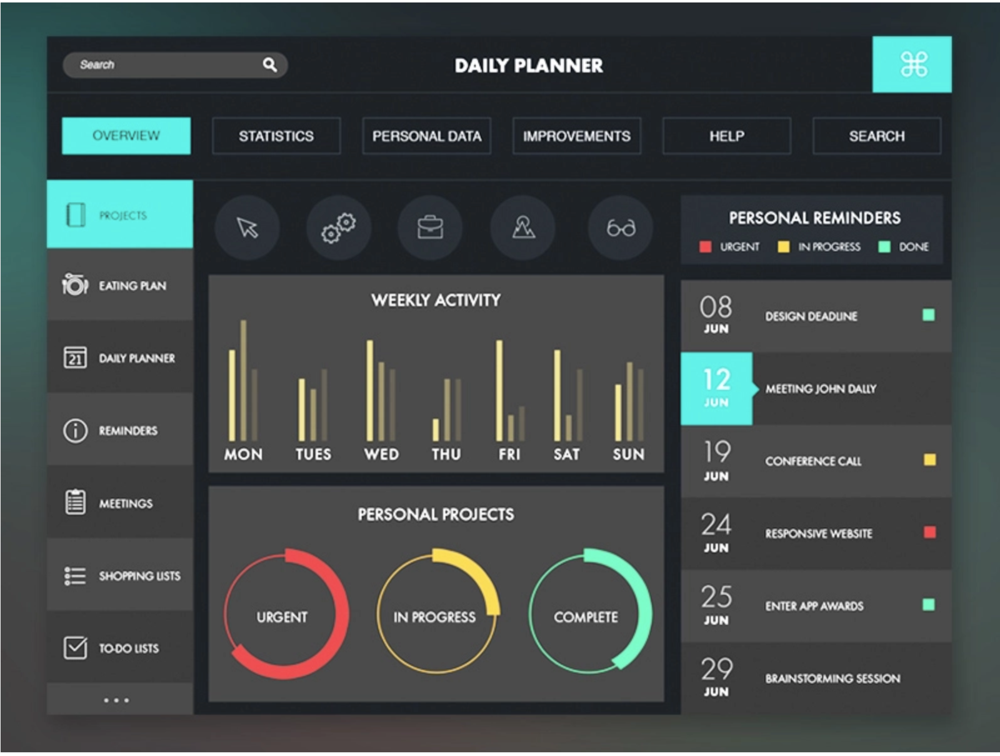 Search
DAILY PLANNER
OVERVIEW
STATISTICS
PERSONAL DATA
IMPROVEMENTS
HELP
SEARCH
PROJECTS
EATING PLAN
21
DAILY PLANNER
REMINDERS
MEETINGS
SHOPPING LISTS
TO-DO LISTS
WEEKLY ACTIVITY
MON TUES WED THU FRI SAT SUN
PERSONAL PROJECTS
URGENT
IN PROGRESS
COMPLETE
PERSONAL REMINDERS
URGENT IN PROGRESS DONE
08
JUN
DESIGN DEADLINE
12
JUN
MEETING JOHN DALLY
19
JUN
CONFERENCE CALL
24
JUN
RESPONSIVE WEBSITE
25
JUN
ENTER APP AWARDS
29
JUN
BRAINSTORMING SESSION